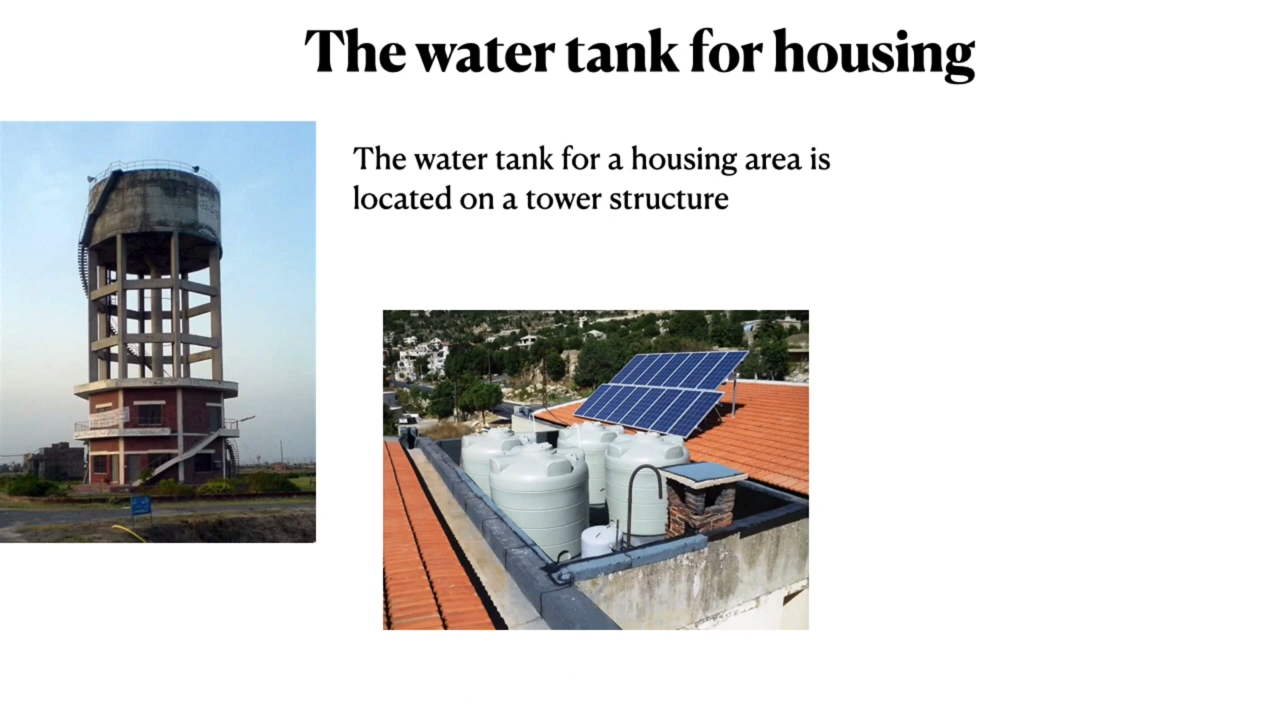 The water tank for housing
The water tank for a housing area is
located on a tower structure